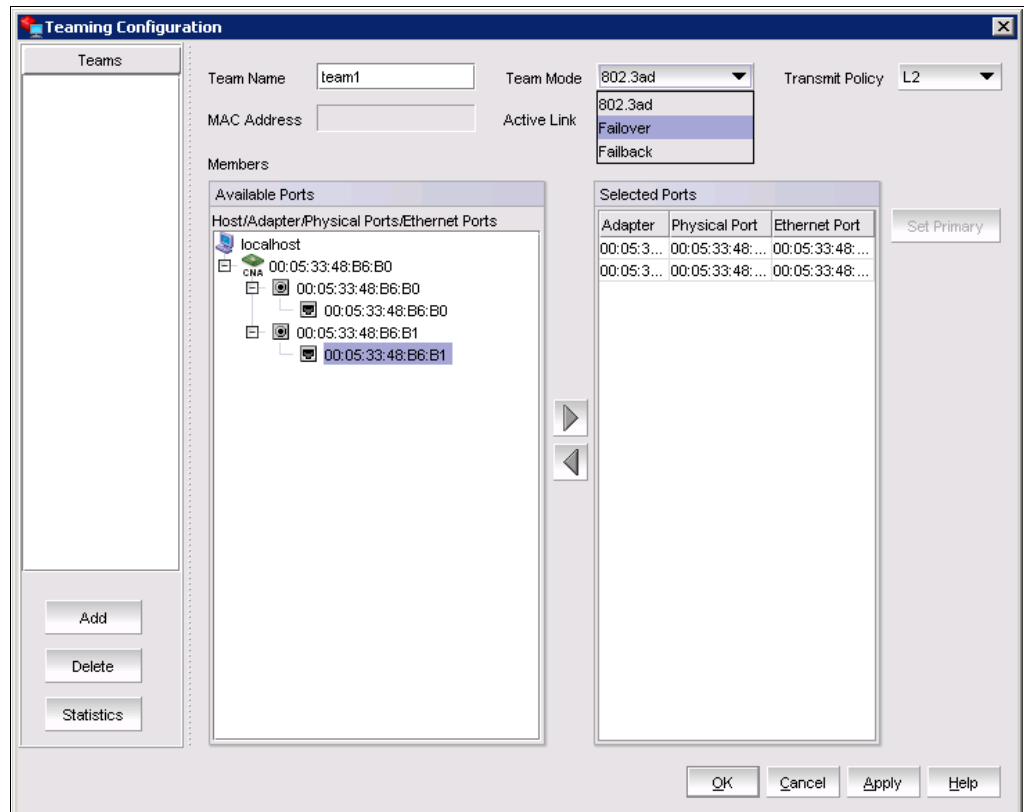 Teaming Configuration
Teams
Team Name team1 Team Mode 802.3ad Transmit Policy L2
802.3ad
MAC Address Active Link Failover
Failback
Members
Available Ports Selected Ports
Host/Adapter/Physical Ports/Ethernet Ports
Adapter Physical Port Ethernet Port Set Primary
localhost
00:05:3... 00:05:33:48:... 00:05:33:48:...
CNA 00:05:33:48:B6:B0
00:05:3... 00:05:33:48:... 00:05:33:48:...
00:05:33:48:B6:B0
00:05:33:48:B6:B0
00:05:33:48:B6:B1
00:05:33:48:B6:B1
Add
Delete
Statistics
OK Cancel Apply Help